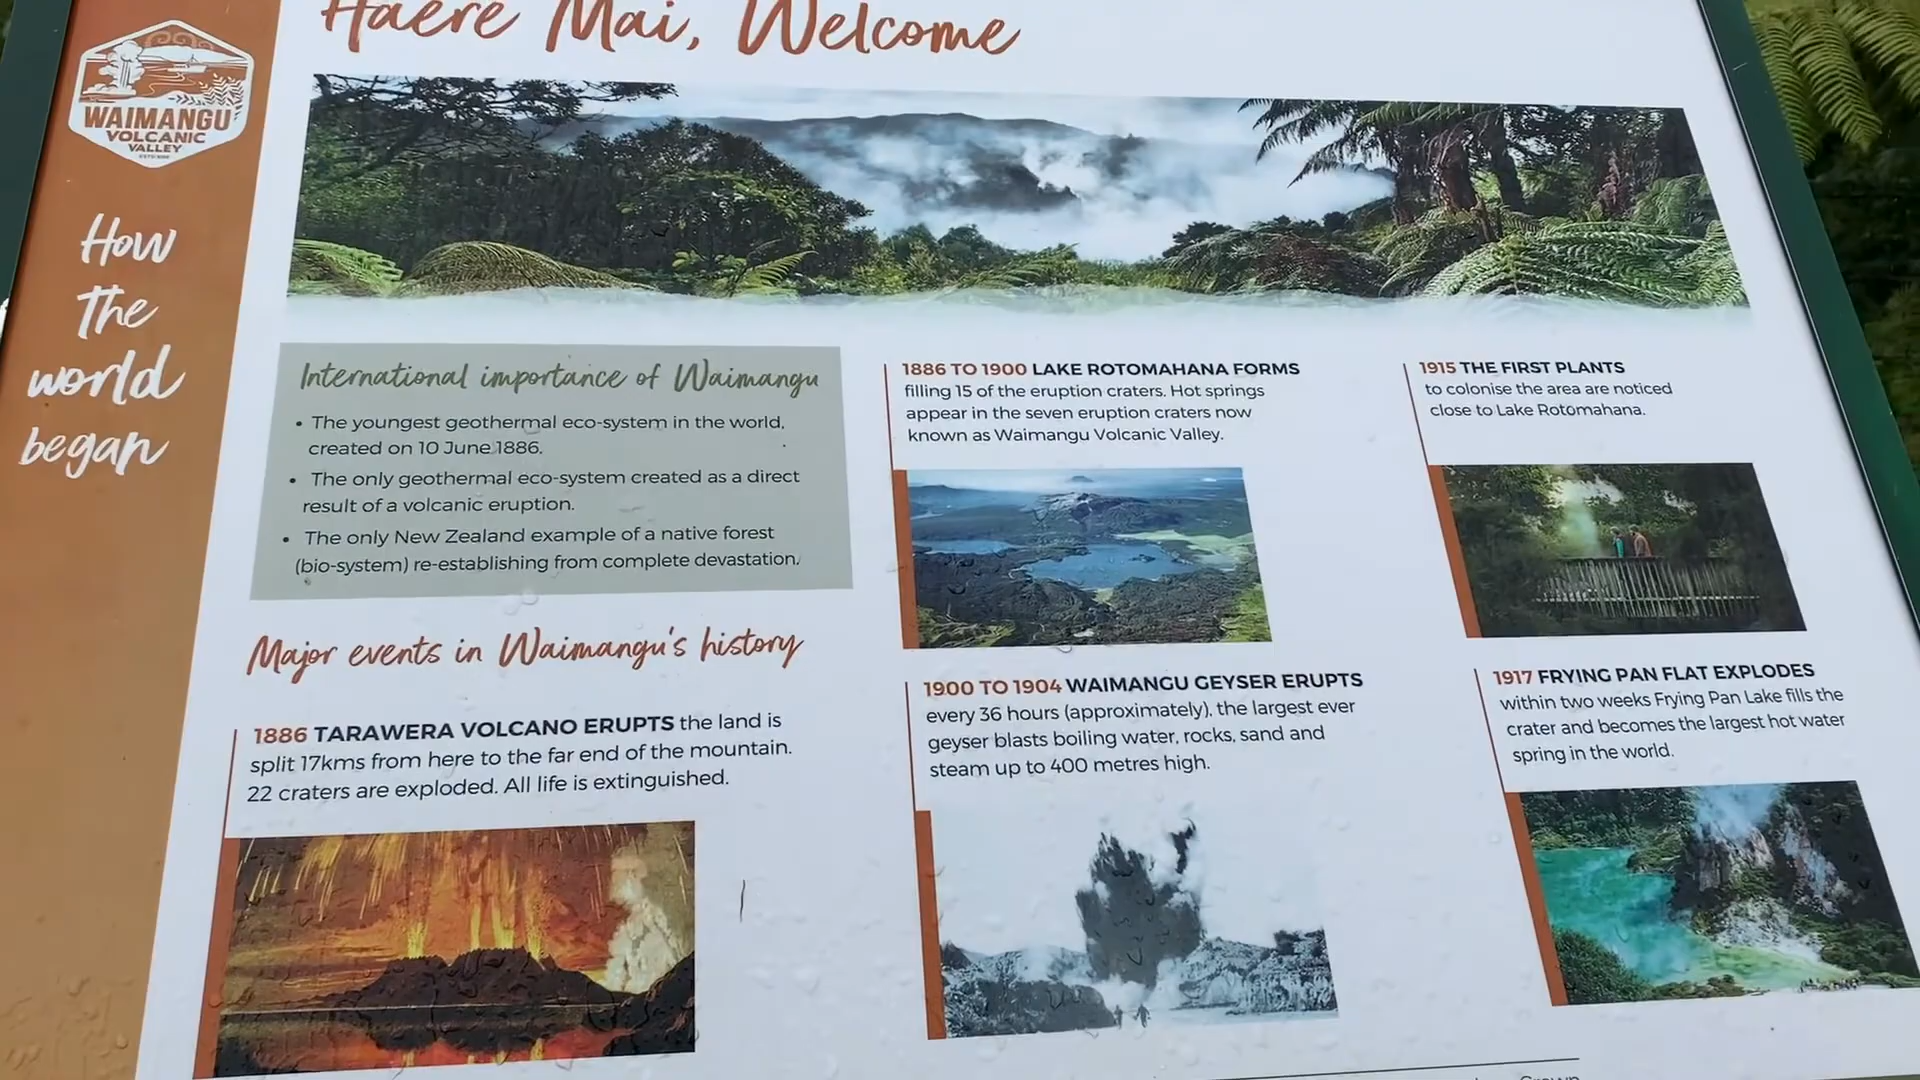 Haere Mai, Welcome
WAIMANGU
VOLCANIC
VALLEY
How
The
world
began
International importance of Waimangu
• The youngest geothermal eco-system in the world,
created on 10 June 1886.
• The only geothermal eco-system created as a direct
result of a volcanic eruption.
• The only New Zealand example of a native forest
(bio-system) re-establishing from complete devastation.
Major events in Waimangu's history
1886 TARAWERA VOLCANO ERUPTS the land is
split 17kms from here to the far end of the mountain.
22 craters are exploded. All life is extinguished.
1886 TO 1900 LAKE ROTOMAHANA FORMS
filling 15 of the eruption craters. Hot springs
appear in the seven eruption craters now
known as Waimangu Volcanic Valley.
1900 TO 1904 WAIMANGU GEYSER ERUPTS
every 36 hours (approximately), the largest ever
geyser blasts boiling water, rocks, sand and
steam up to 400 metres high.
1915 THE FIRST PLANTS
to colonise the area are noticed
close to Lake Rotomahana.
1917 FRYING PAN FLAT EXPLODES
within two weeks Frying Pan Lake fills the
crater and becomes the largest hot water
spring in the world.